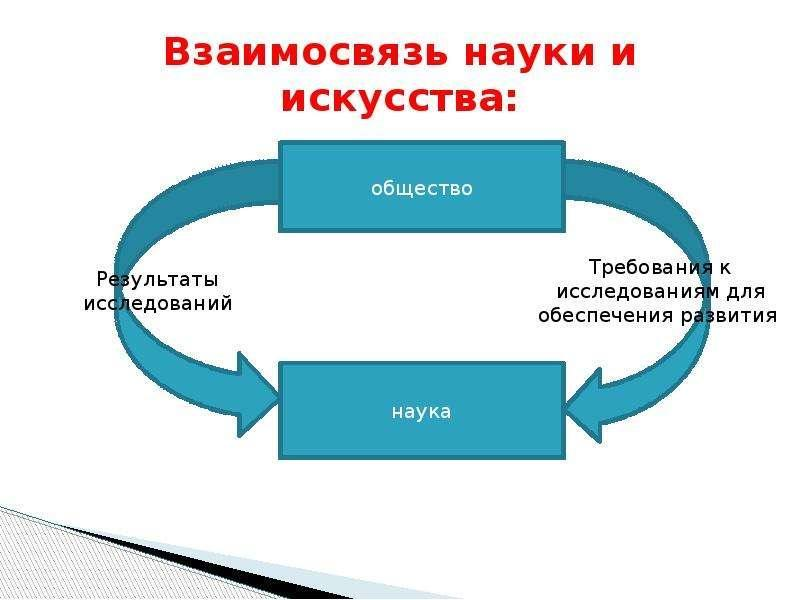 Взаимосвязь науки и
искусства:
общество
Результаты
исследований
Требования к
исследованиям для
обеспечения развития
наука